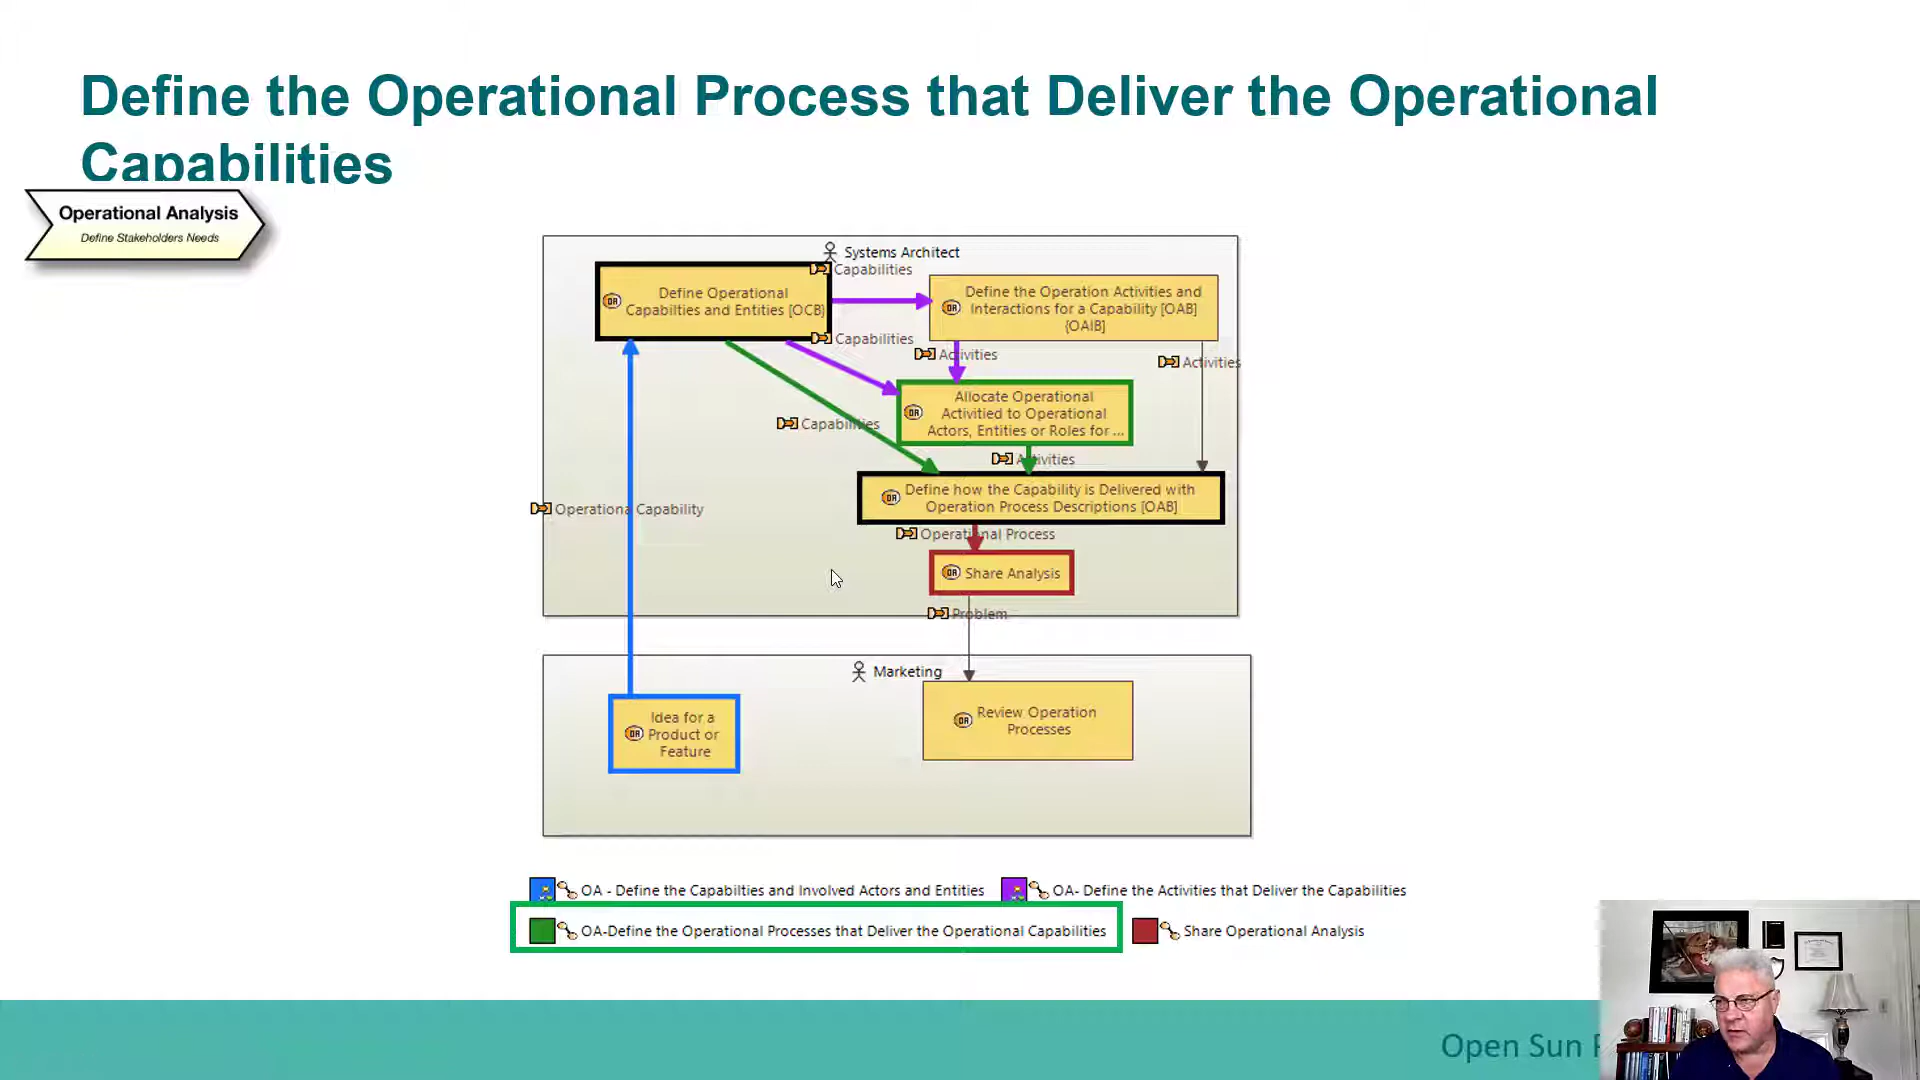 Define the Operational Process that Deliver the Operational
Capabilities
Operational Analysis
Define Stakeholders Needs
Systems Architect
Capabilities
Define Operational
Capabilties and Entities [OCB]
Define the Operation Activities and
Interactions for a Capability [OAB]
[OAIB]
Capabilities
Activities
Activities
Allocate Operational
Activitied to Operational
Actors, Entities or Roles for ...
Capabilities
Activities
Define how the Capability is Delivered with
Operation Process Descriptions [OAB]
Operational Capability
Operational Process
Share Analysis
Problem
Marketing
Idea for a
Product or
Feature
Review Operation
Processes
OA - Define the Capabilties and Involved Actors and Entities
OA- Define the Activities that Deliver the Capabilities
OA-Define the Operational Processes that Deliver the Operational Capabilities
Share Operational Analysis
Open Sun